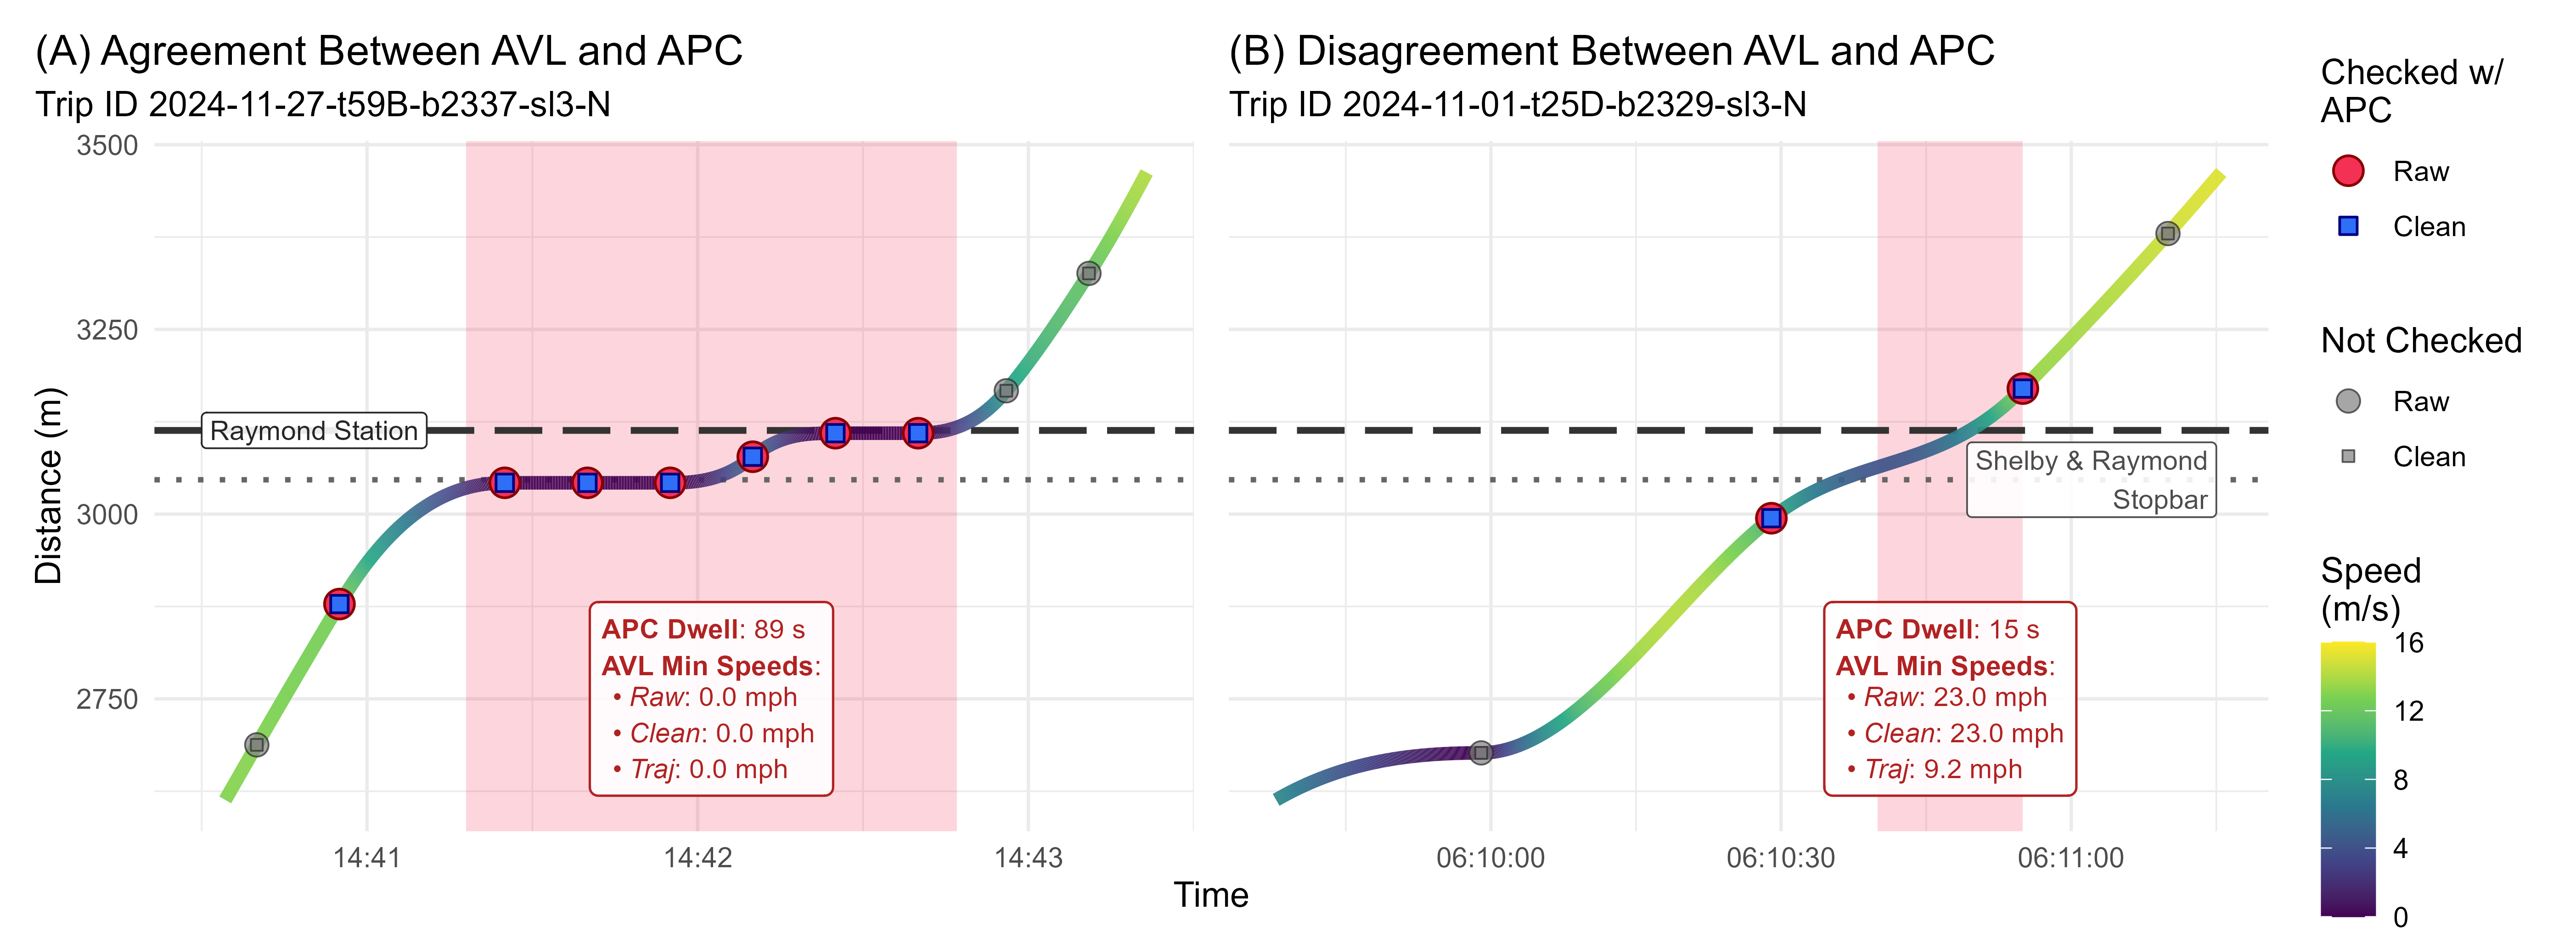 (A) Agreement Between AVL and APC
Trip ID 2024-11-27-t59B-b2337-sl3-N
3500
3250
3000
2750
Distance (m)
Raymond Station
APC Dwell: 89 s
AVL Min Speeds:
• Raw: 0.0 mph
• Clean: 0.0 mph
• Traj: 0.0 mph
14:41
14:42
14:43
(B) Disagreement Between AVL and APC
Trip ID 2024-11-01-t25D-b2329-sl3-N
Shelby & Raymond
Stopbar
APC Dwell: 15 s
AVL Min Speeds:
• Raw: 23.0 mph
• Clean: 23.0 mph
• Traj: 9.2 mph
06:10:00
06:10:30
06:11:00
Time
Checked w/
APC
Raw
Clean
Not Checked
Raw
Clean
Speed
(m/s)
16
12
8
4
0